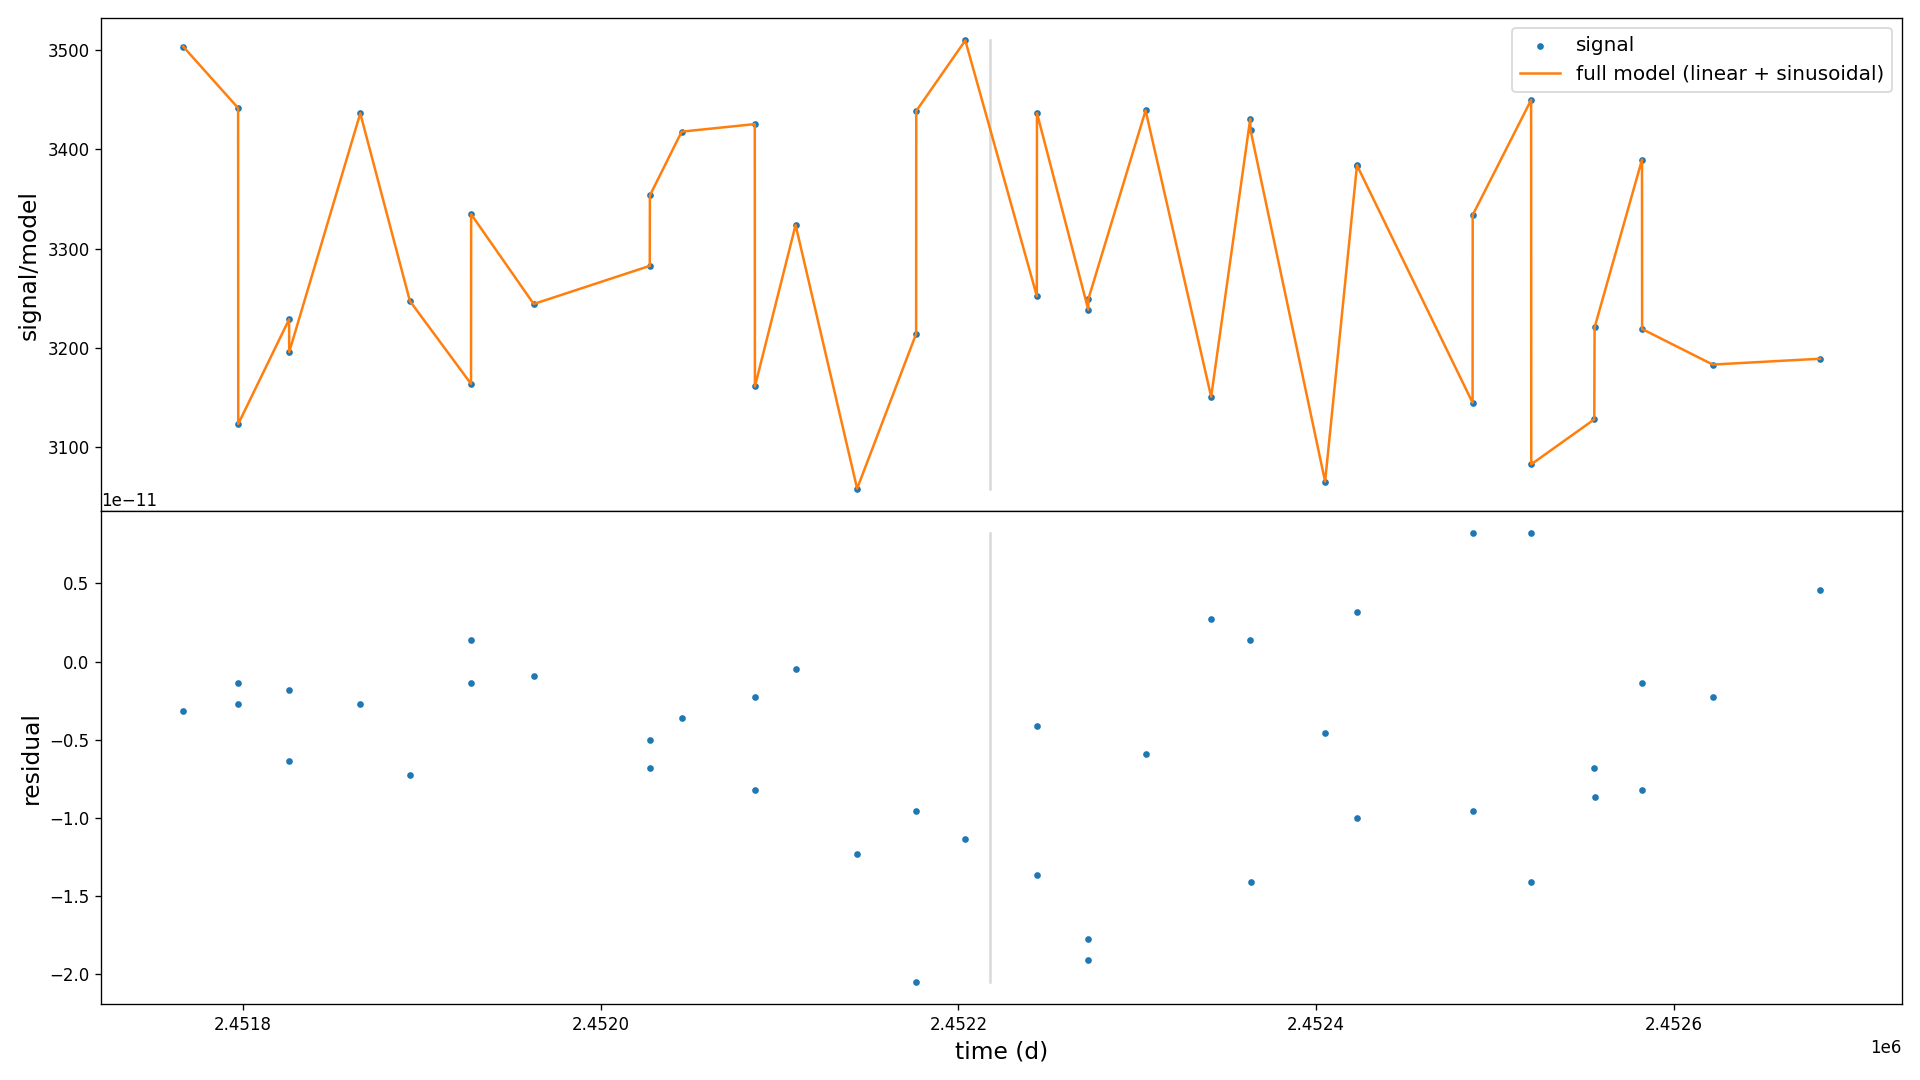 3500
3400
3300
3200
3100
signal/model
signal
full model (linear + sinusoidal)
1e−11
0.5
0.0
−0.5
−1.0
−1.5
−2.0
residual
2.4518
2.4520
2.4522
2.4524
2.4526
time (d)
1e6